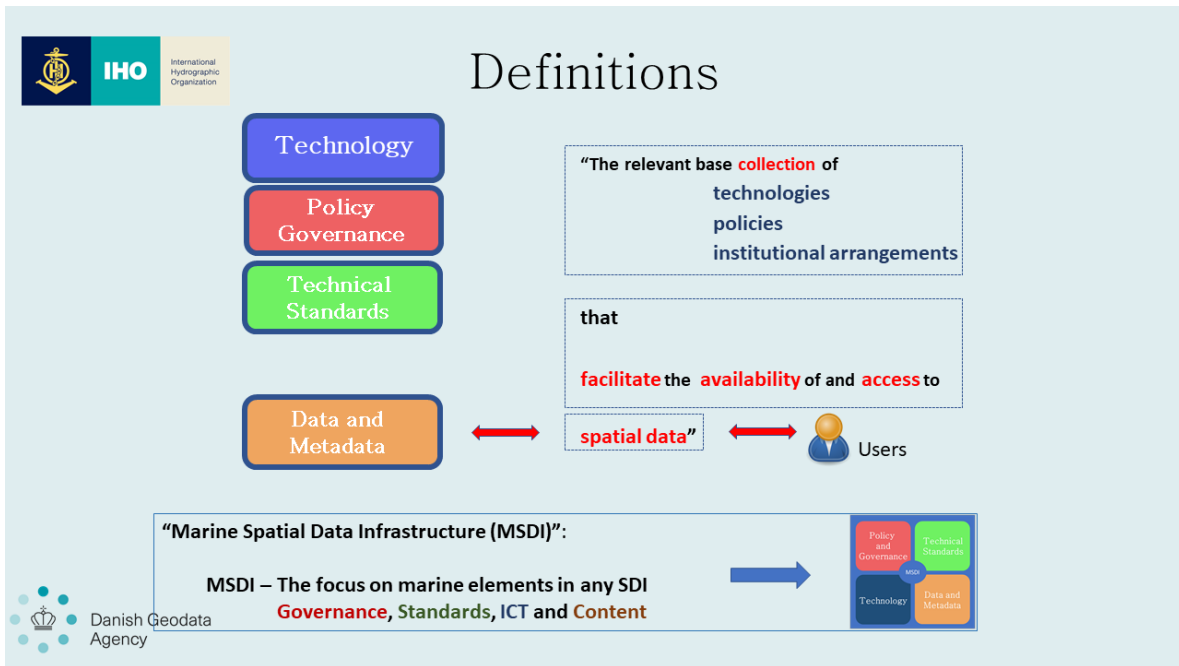 IHO
International
Hydrographic
Organization
Definitions
Technology
Policy
Governance
Technical
Standards
Data and
Metadata
“The relevant base collection of
technologies
policies
institutional arrangements
that
facilitate the availability of and access to
spatial data”
Users
“Marine Spatial Data Infrastructure (MSDI)”:
MSDI – The focus on marine elements in any SDI
Governance, Standards, ICT and Content
Policy
and
Governance
Technical
Standards
MSDI
Technology
Data and
Metadata
Danish Geodata
Agency